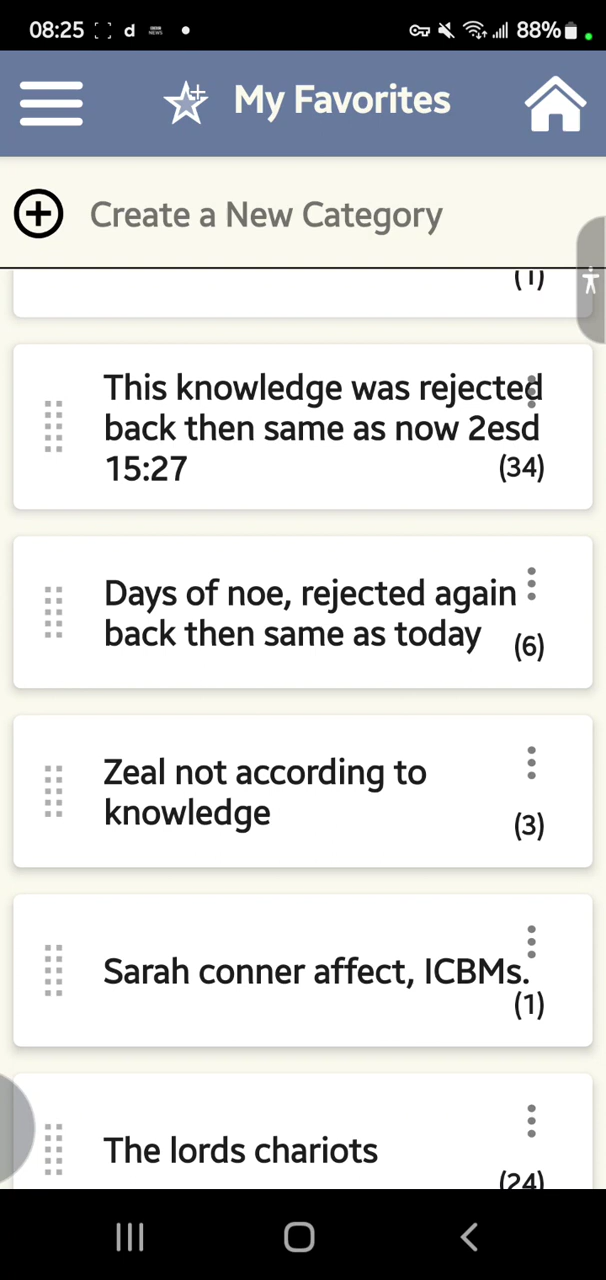 08:25 d NEWS 88%
My Favorites
Create a New Category
(1)
This knowledge was rejected
back then same as now 2esd
15:27 (34)
Days of noe, rejected again
back then same as today (6)
Zeal not according to
knowledge (3)
Sarah conner affect, ICBMs.
(1)
The lords chariots
(24)